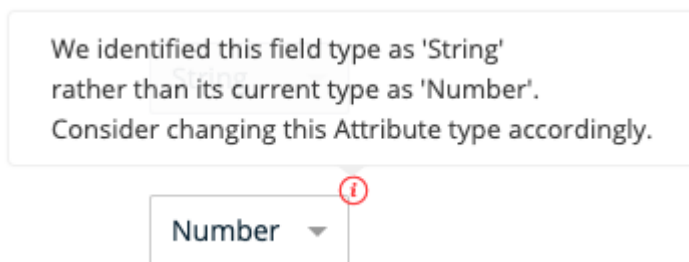 We identified this field type as 'String'
String
rather than its current type as 'Number'.
Consider changing this Attribute type accordingly.
i
Number